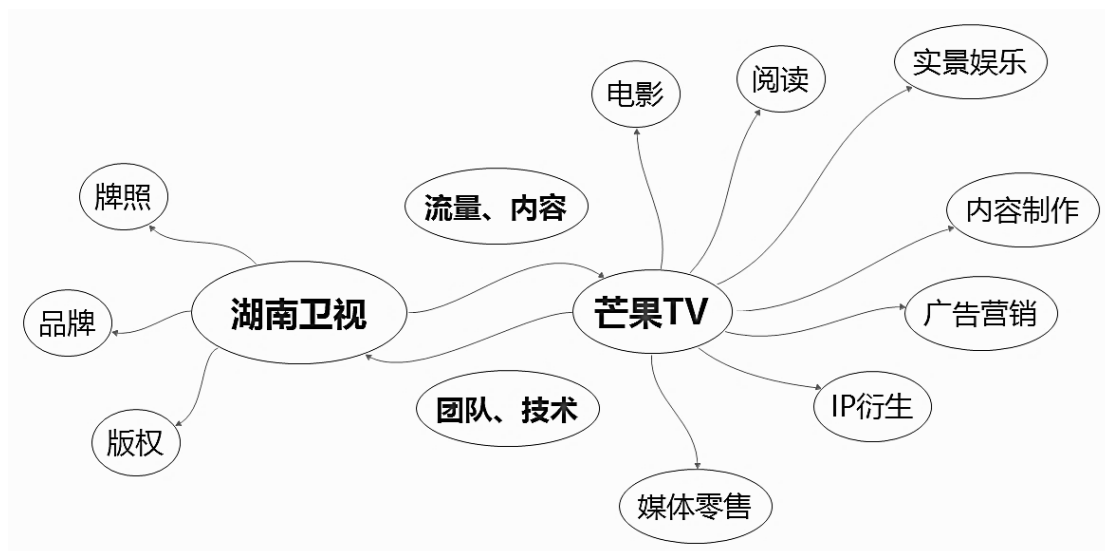 实景娱乐
阅读
电影
牌照
流量、内容
内容制作
湖南卫视
芒果TV
广告营销
品牌
IP衍生
团队、技术
版权
媒体零售